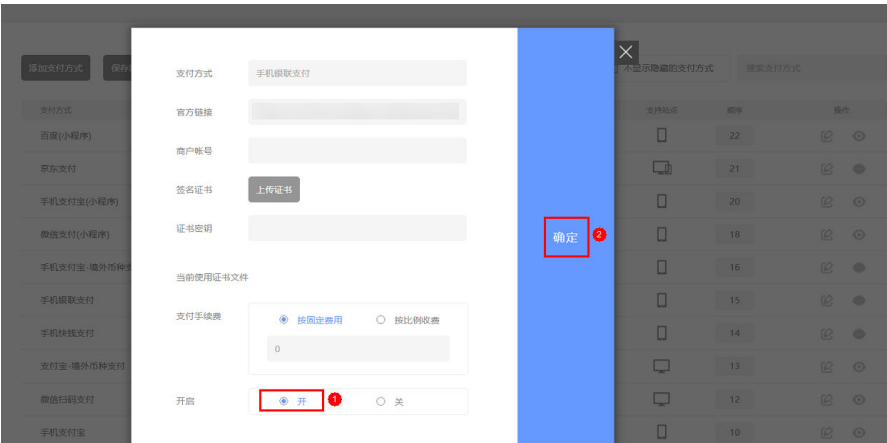 添加支付方式
保存
不显示隐藏的支付方式
搜索支付方式
支付方式
支持站点
顺序
操作
百度(小程序)
22
京东支付
21
手机支付宝(小程序)
20
微信支付(小程序)
18
手机支付宝-境外币种支
16
手机银联支付
15
手机快钱支付
14
支付宝-境外币种支付
13
微信扫码支付
12
手机支付宝
10
支付方式
手机银联支付
官方链接
商户帐号
签名证书
上传证书
证书密钥
当前使用证书文件
支付手续费
按固定费用
按比例收费
0
开启
开
1
关
确定
2